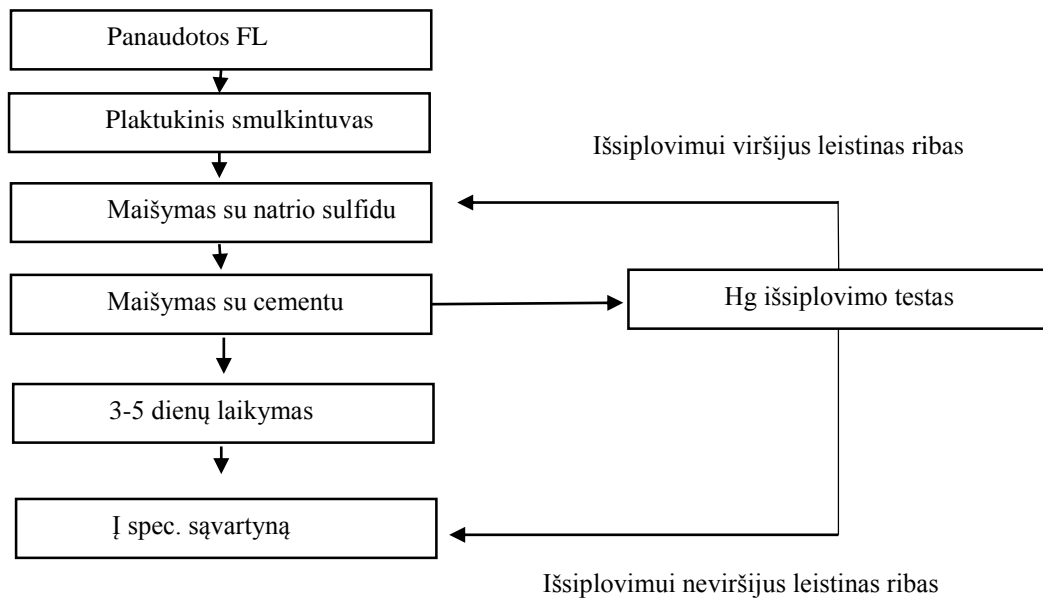 Panaudotos FL
Plaktukinis smulkintuvas
Išsiplovimui viršijus leistinas ribas
Maišymas su natrio sulfidu
Maišymas su cementu
Hg išsiplovimo testas
3-5 dienų laikymas
Į spec. sąvartyną
Išsiplovimui neviršijus leistinas ribas